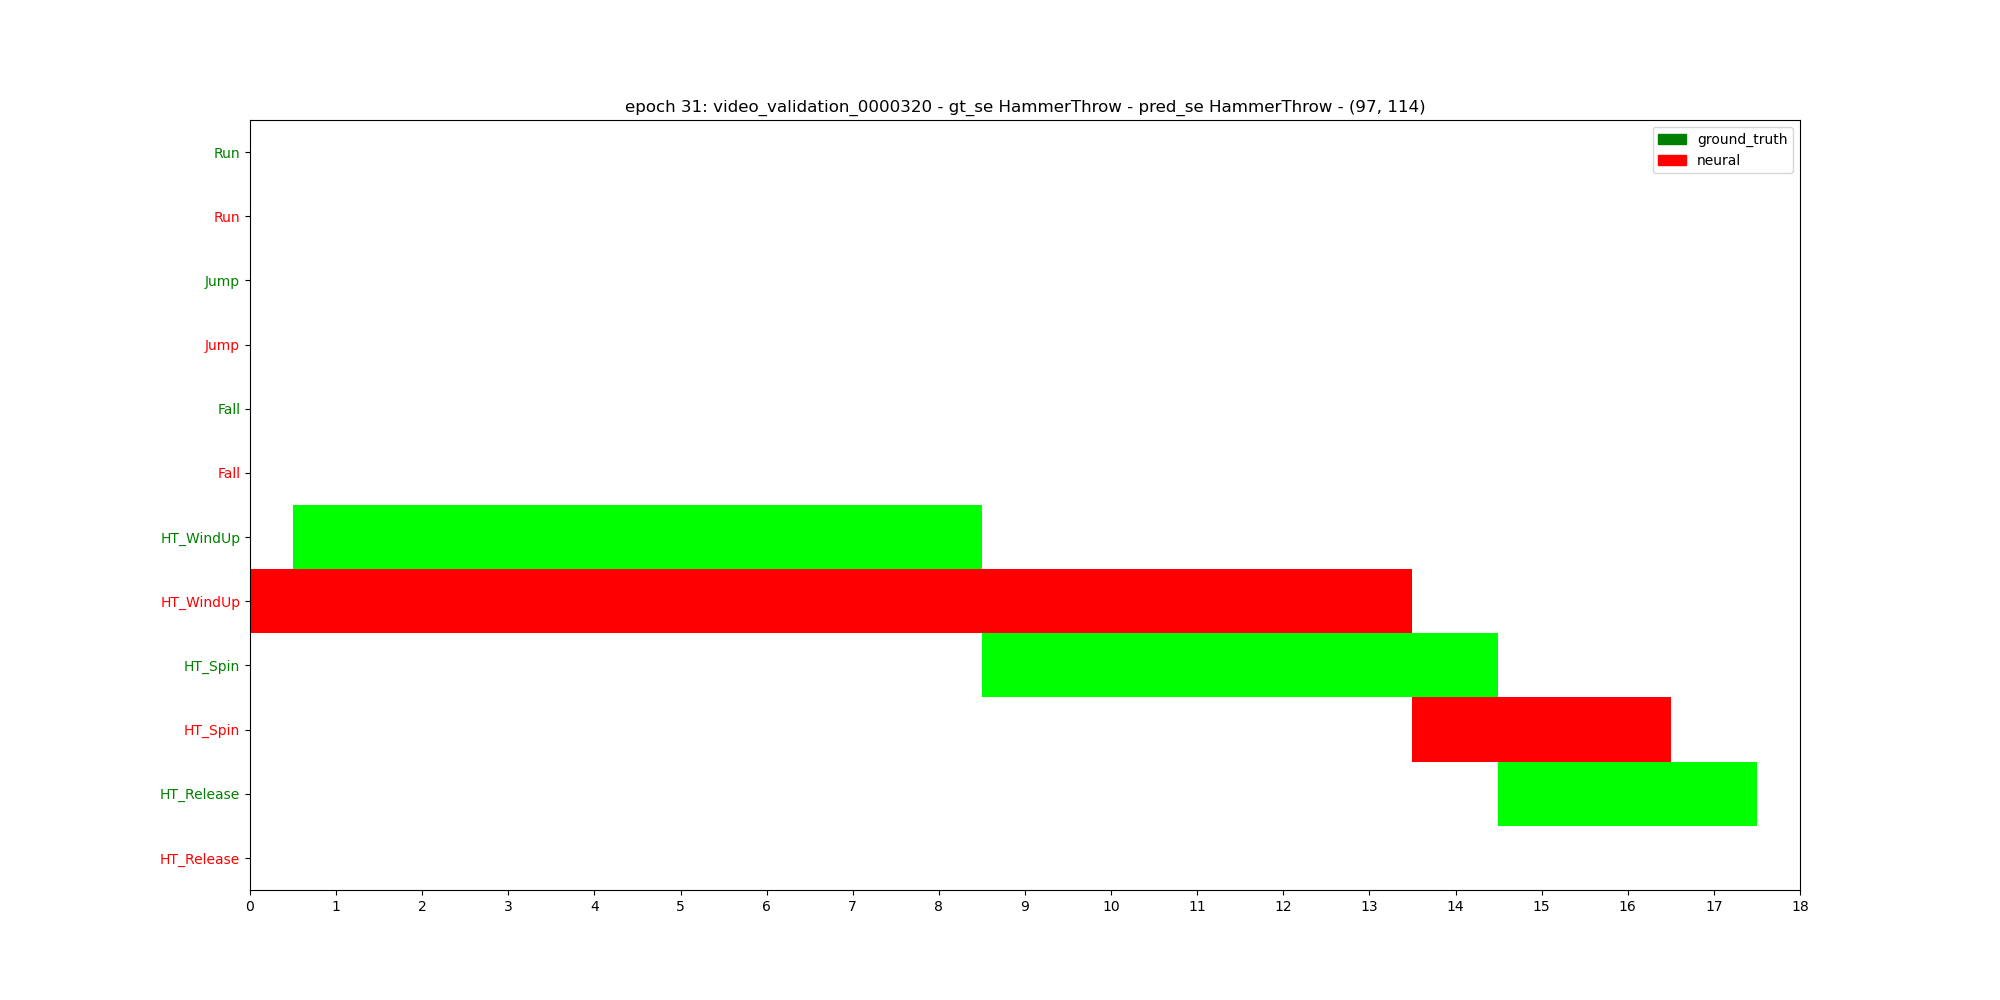 epoch 31: video_validation_0000320 - gt_se HammerThrow - pred_se HammerThrow - (97, 114)
ground_truth
neural
Run
Run
Jump
Jump
Fall
Fall
HT_WindUp
HT_WindUp
HT_Spin
HT_Spin
HT_Release
HT_Release
0 1 2 3 4 5 6 7 8 9 10 11 12 13 14 15 16 17 18